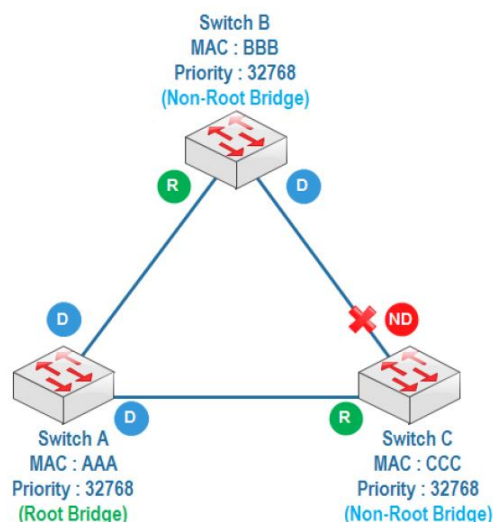 Switch B
MAC : BBB
Priority : 32768
(Non-Root Bridge)
R
D
ND
D
D
R
Switch A
MAC : AAA
Priority : 32768
(Root Bridge)
Switch C
MAC : CCC
Priority : 32768
(Non-Root Bridge)